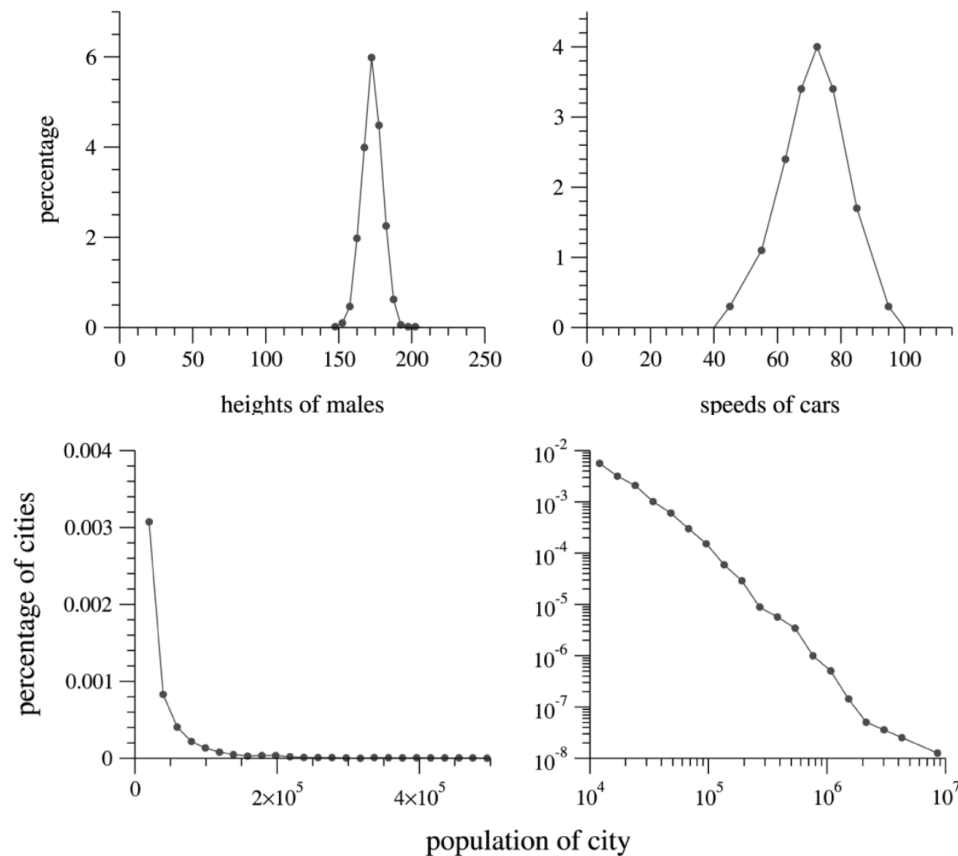 percentage
6
4
2
0
0 50 100 150 200 250
heights of males
4
3
2
1
0
0 20 40 60 80 100
speeds of cars
percentage of cities
0.004
0.003
0.002
0.001
0
0 2×10⁵ 4×10⁵
10⁻²
10⁻³
10⁻⁴
10⁻⁵
10⁻⁶
10⁻⁷
10⁻⁸
10⁴ 10⁵ 10⁶ 10⁷
population of city